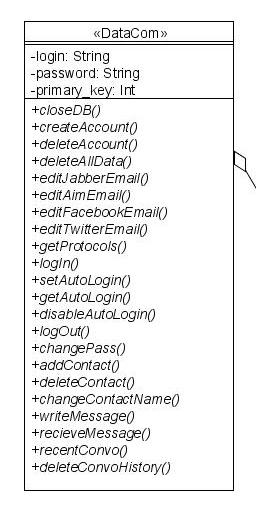 «DataCom»
-login: String
-password: String
-primary_key: Int
+closeDB()
+createAccount()
+deleteAccount()
+deleteAllData()
+editJabberEmail()
+editAimEmail()
+editFacebookEmail()
+editTwitterEmail()
+getProtocols()
+logIn()
+setAutoLogin()
+getAutoLogin()
+disableAutoLogin()
+logOut()
+changePass()
+addContact()
+deleteContact()
+changeContactName()
+writeMessage()
+recieveMessage()
+recentConvo()
+deleteConvoHistory()